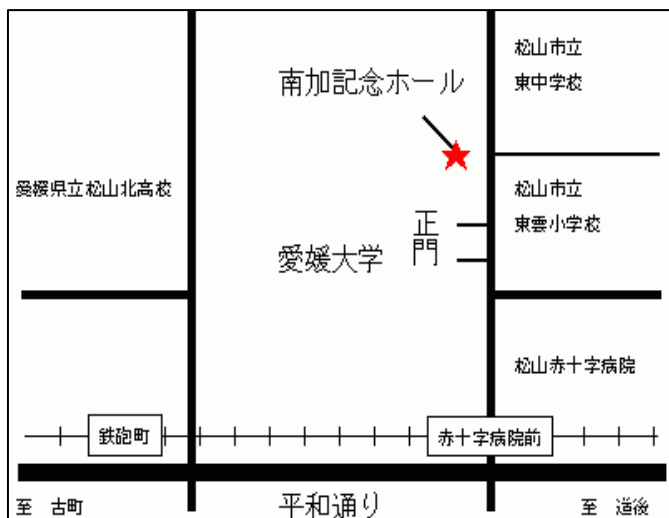 松山市立
東中学校
南加記念ホール
愛媛県立松山北高校
松山市立
東雲小学校
正門
愛媛大学
松山赤十字病院
鉄砲町
赤十字病院前
至 古町
平和通り
至 道後